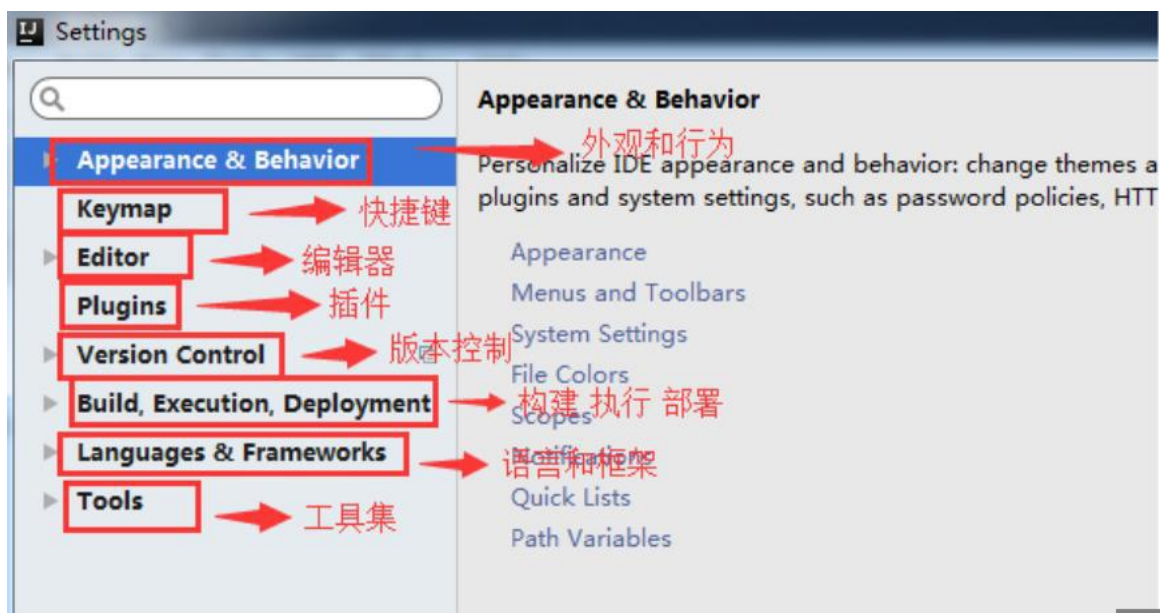 IJ Settings
Appearance & Behavior
外观和行为
Personalize IDE appearance and behavior: change themes a
plugins and system settings, such as password policies, HTT
Appearance & Behavior
Keymap
快捷键
Editor
编辑器
Plugins
插件
Version Control
版本控制
Build, Execution, Deployment
构建 执行 部署
Languages & Frameworks
语言和框架
Tools
工具集
Appearance
Menus and Toolbars
System Settings
File Colors
Scopes
Notifications
Quick Lists
Path Variables